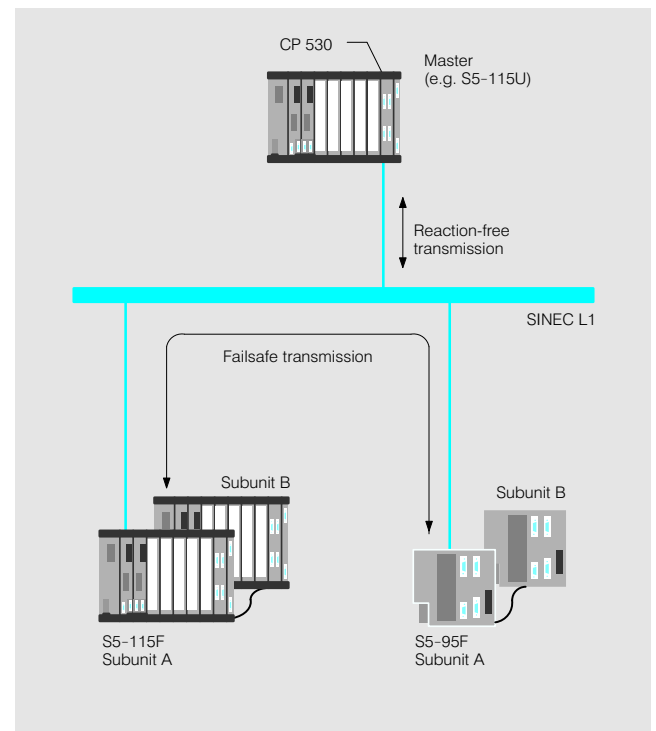 CP 530
Master
(e.g. S5-115U)
Reaction-free
transmission
SINEC L1
Failsafe transmission
Subunit B
Subunit B
S5-115F
Subunit A
S5-95F
Subunit A